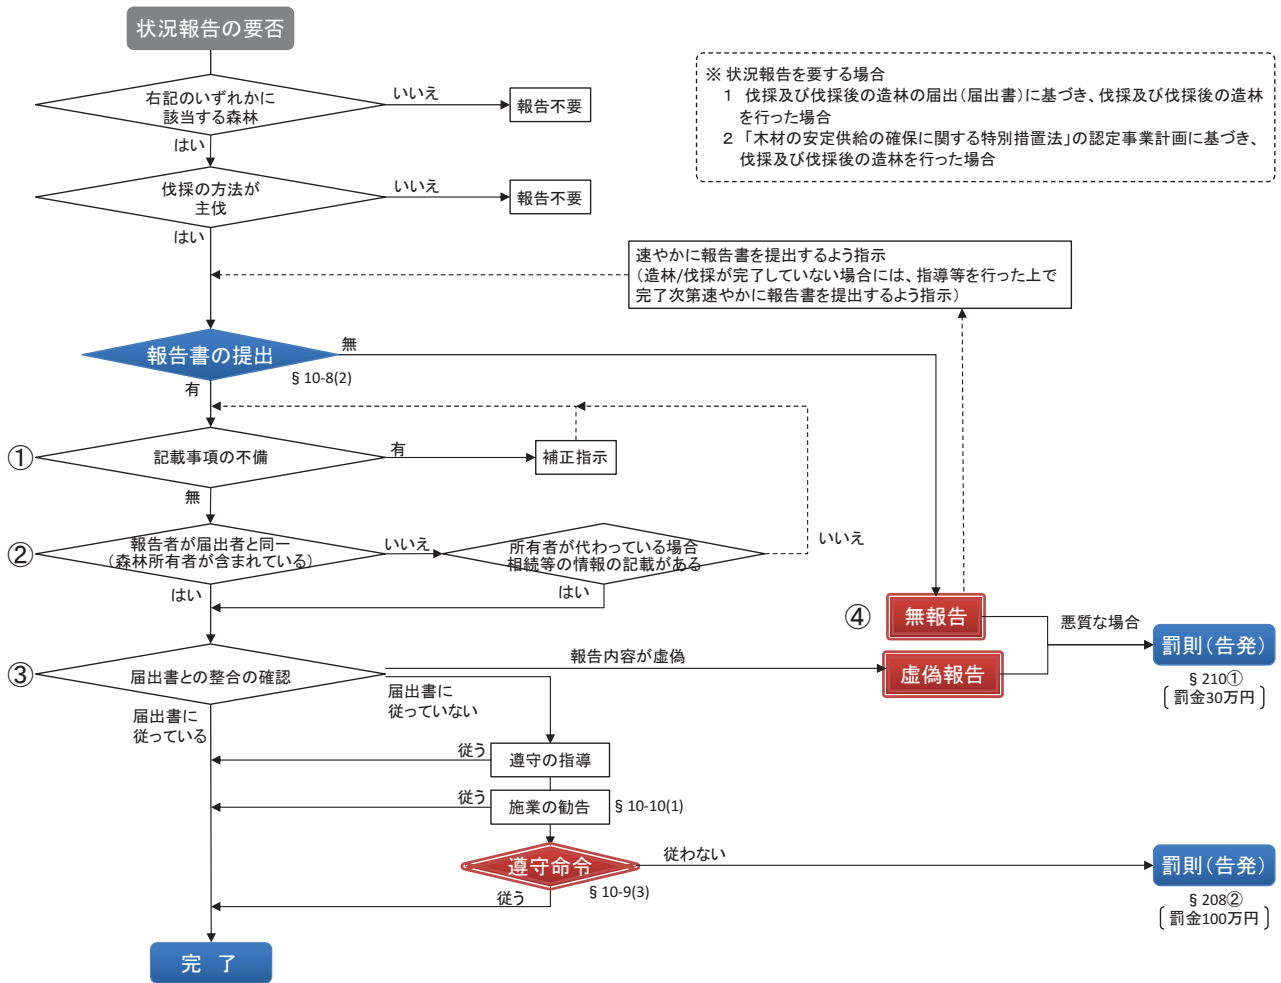 状況報告の要否
※ 状況報告を要する場合
1 伐採及び伐採後の造林の届出(届出書)に基づき、伐採及び伐採後の造林
を行った場合
2 「木材の安定供給の確保に関する特別措置法」の認定事業計画に基づき、
伐採及び伐採後の造林を行った場合
右記のいずれかに
該当する森林
いいえ
報告不要
はい
伐採の方法が
主伐
いいえ
報告不要
はい
速やかに報告書を提出するよう指示
(造林/伐採が完了していない場合には、指導等を行った上で
完了次第速やかに報告書を提出するよう指示)
報告書の提出
無
§ 10-8(2)
有
①
記載事項の不備
有
補正指示
無
②
報告者が届出者と同一
(森林所有者が含まれている)
いいえ
所有者が代わっている場合
相続等の情報の記載がある
いいえ
はい
はい
④
無報告
悪質な場合
罰則(告発)
§ 210①
〔 罰金30万円 〕
③
届出書との整合の確認
報告内容が虚偽
虚偽報告
届出書に
従っていない
届出書に
従っている
従う
遵守の指導
従う
施業の勧告
§ 10-10(1)
遵守命令
従わない
§ 10-9(3)
従う
罰則(告発)
§ 208②
〔 罰金100万円 〕
完 了